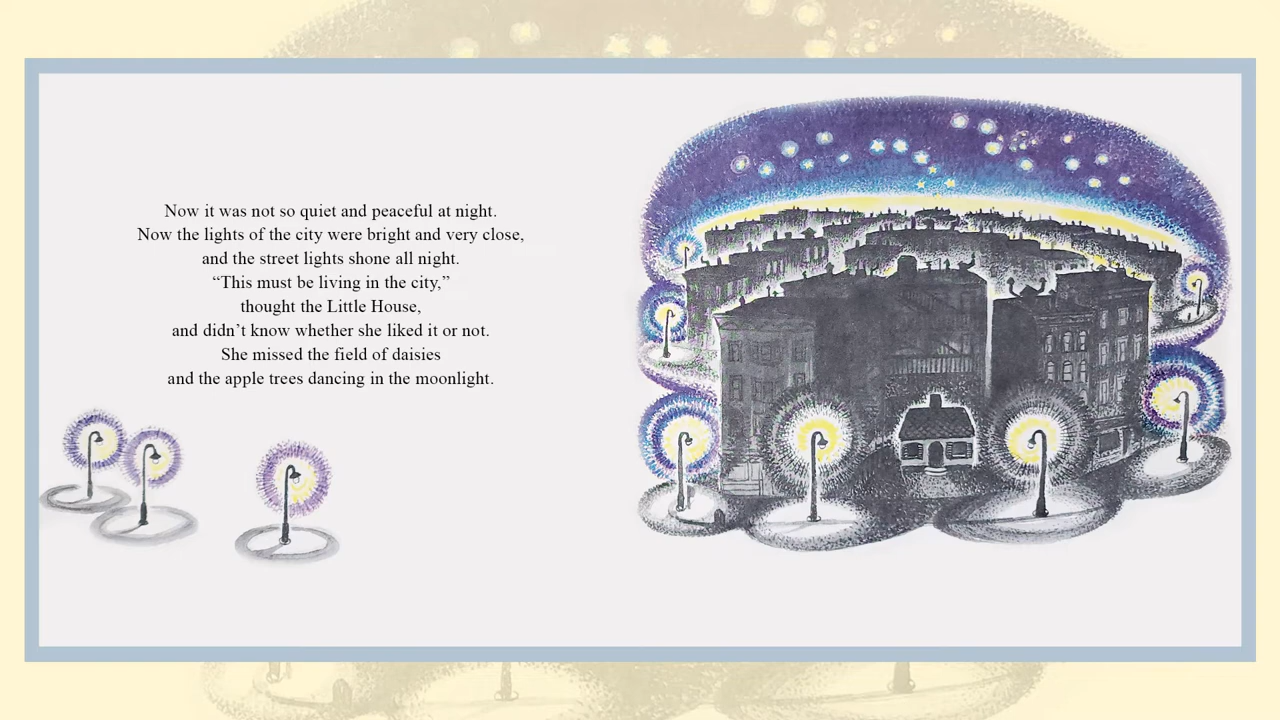 Now it was not so quiet and peaceful at night.
Now the lights of the city were bright and very close,
and the street lights shone all night.
“This must be living in the city,”
thought the Little House,
and didn’t know whether she liked it or not.
She missed the field of daisies
and the apple trees dancing in the moonlight.